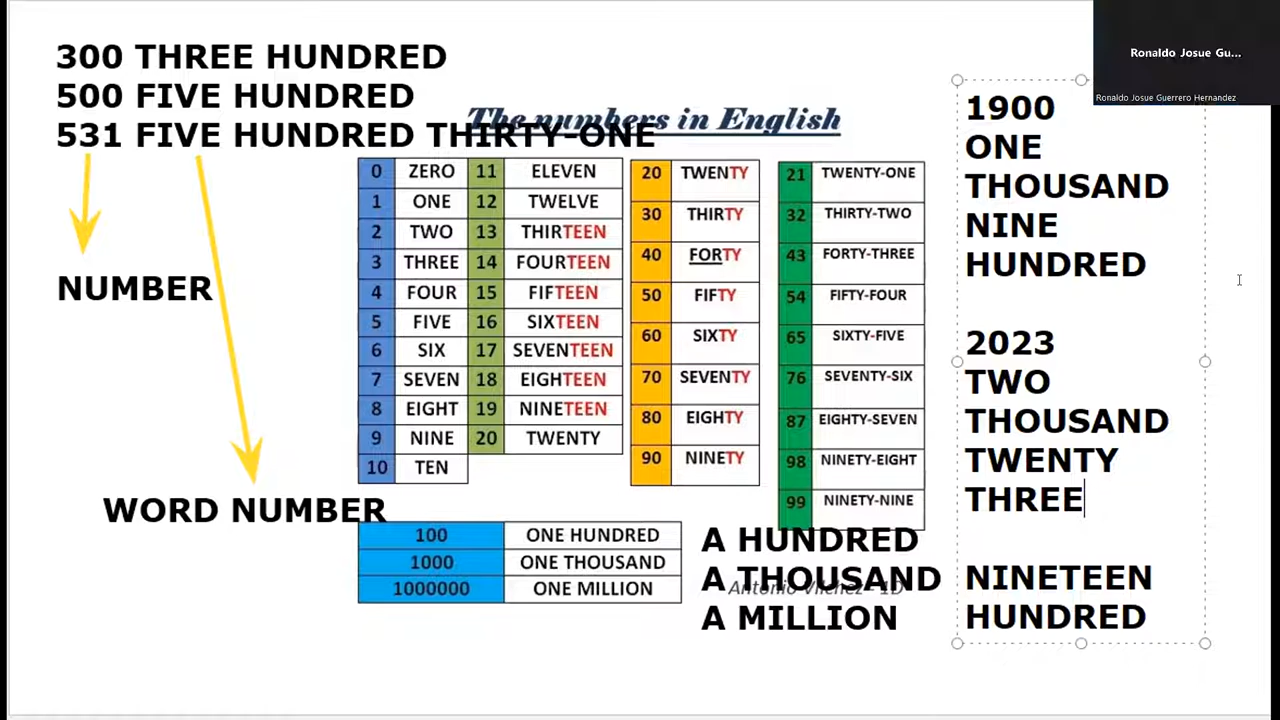 300 THREE HUNDRED
500 FIVE HUNDRED
531 FIVE HUNDRED THIRTY-ONE
NUMBER
WORD NUMBER
The numbers in English
0 ZERO 11 ELEVEN
1 ONE 12 TWELVE
2 TWO 13 THIRTEEN
3 THREE 14 FOURTEEN
4 FOUR 15 FIFTEEN
5 FIVE 16 SIXTEEN
6 SIX 17 SEVENTEEN
7 SEVEN 18 EIGHTEEN
8 EIGHT 19 NINETEEN
9 NINE 20 TWENTY
10 TEN
20 TWENTY
30 THIRTY
40 FORTY
50 FIFTY
60 SIXTY
70 SEVENTY
80 EIGHTY
90 NINETY
21 TWENTY-ONE
32 THIRTY-TWO
43 FORTY-THREE
54 FIFTY-FOUR
65 SIXTY-FIVE
76 SEVENTY-SIX
87 EIGHTY-SEVEN
98 NINETY-EIGHT
99 NINETY-NINE
100 ONE HUNDRED
1000 ONE THOUSAND
1000000 ONE MILLION
A HUNDRED
A THOUSAND
A MILLION
Antonio Vilchez - 1D
Ronaldo Josue Gu...
Ronaldo Josue Guerrero Hernandez
1900
ONE
THOUSAND
NINE
HUNDRED
2023
TWO
THOUSAND
TWENTY
THREE
NINETEEN
HUNDRED